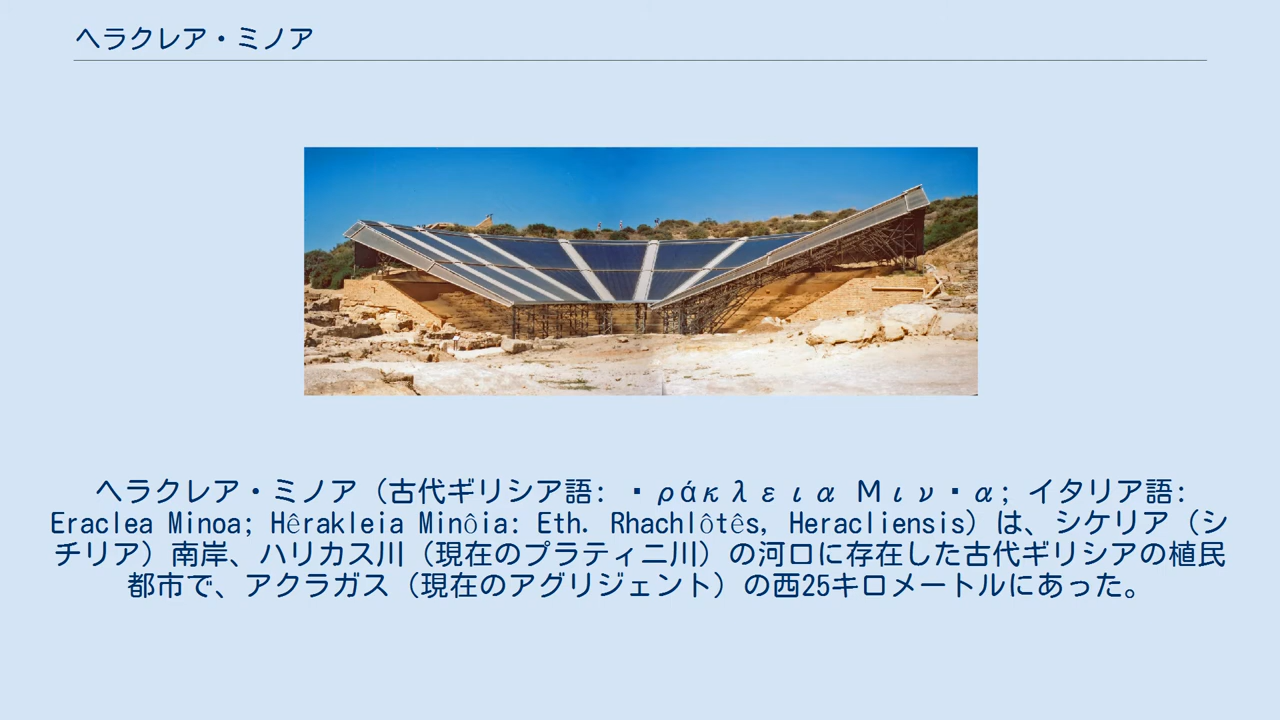 ヘラクレア・ミノア
ヘラクレア・ミノア（古代ギリシア語: ▪ράκλεια Μιν▪α; イタリア語:
Eraclea Minoa; Hêrakleia Minôia: Eth. Rhachlôtês, Heracliensis）は、シケリア（シ
チリア）南岸、ハリカス川（現在のプラティニ川）の河口に存在した古代ギリシアの植民
都市で、アクラガス（現在のアグリジェント）の西25キロメートルにあった。